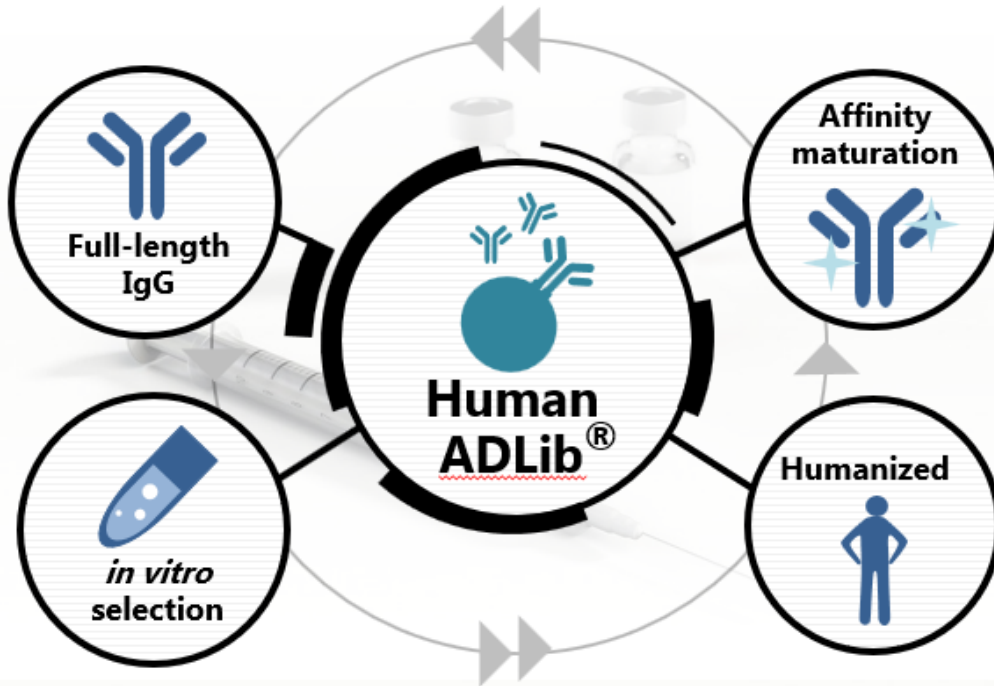 Full-length
IgG
Affinity
maturation
Human
ADLib®
in vitro
selection
Humanized